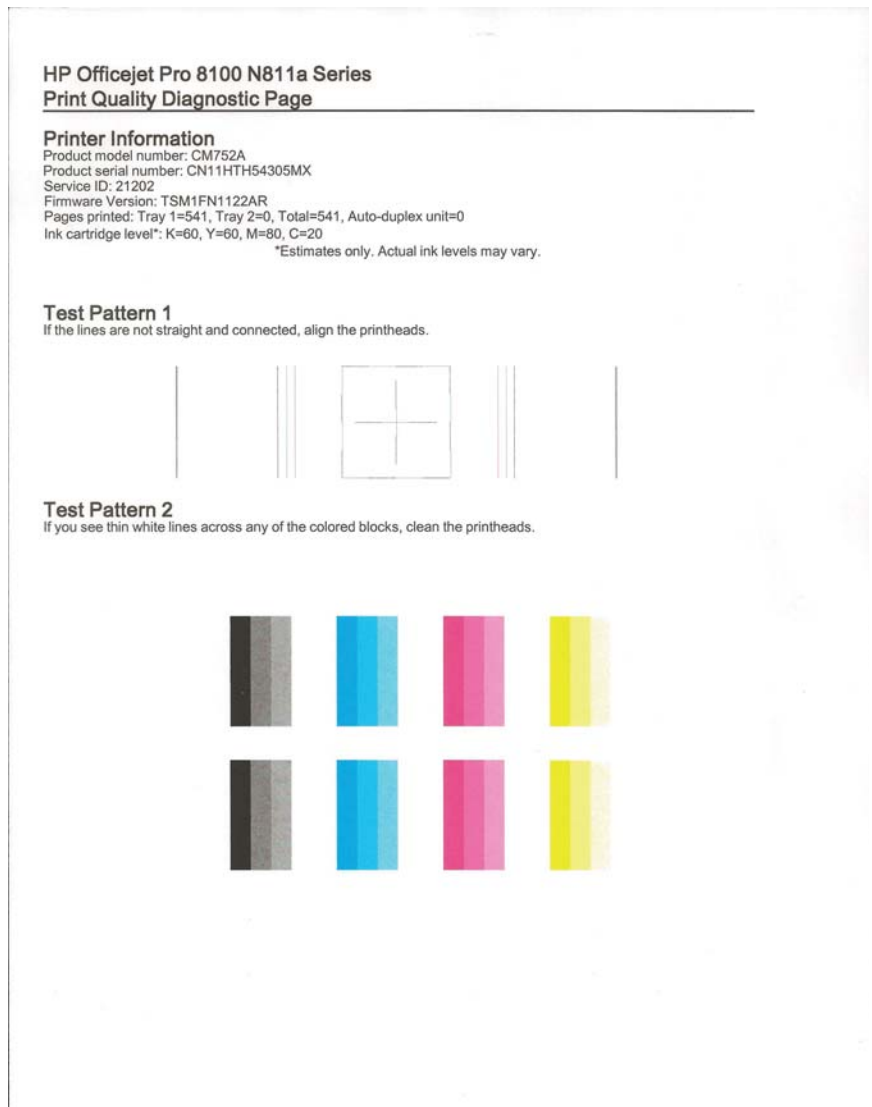 HP Officejet Pro 8100 N811a Series
Print Quality Diagnostic Page
Printer Information
Product model number: CM752A
Product serial number: CN11HTH54305MX
Service ID: 21202
Firmware Version: TSM1FN1122AR
Pages printed: Tray 1=541, Tray 2=0, Total=541, Auto-duplex unit=0
Ink cartridge level*: K=60, Y=60, M=80, C=20
*Estimates only. Actual ink levels may vary.
Test Pattern 1
If the lines are not straight and connected, align the printheads.
Test Pattern 2
If you see thin white lines across any of the colored blocks, clean the printheads.